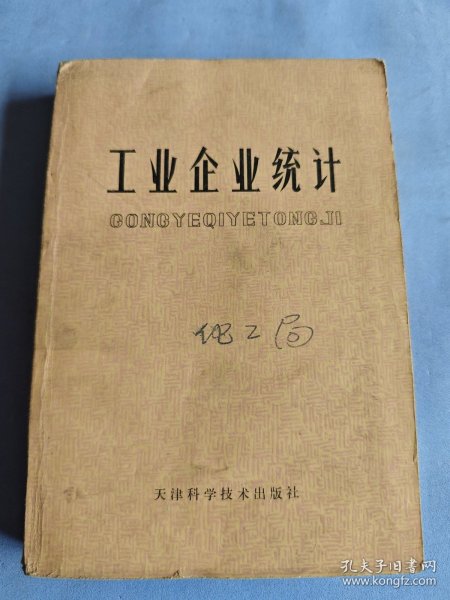 工业企业统计
GONGYEQIYETONGJI
化工局
天津科学技术出版社
孔夫子旧书网
www.kongfz.com